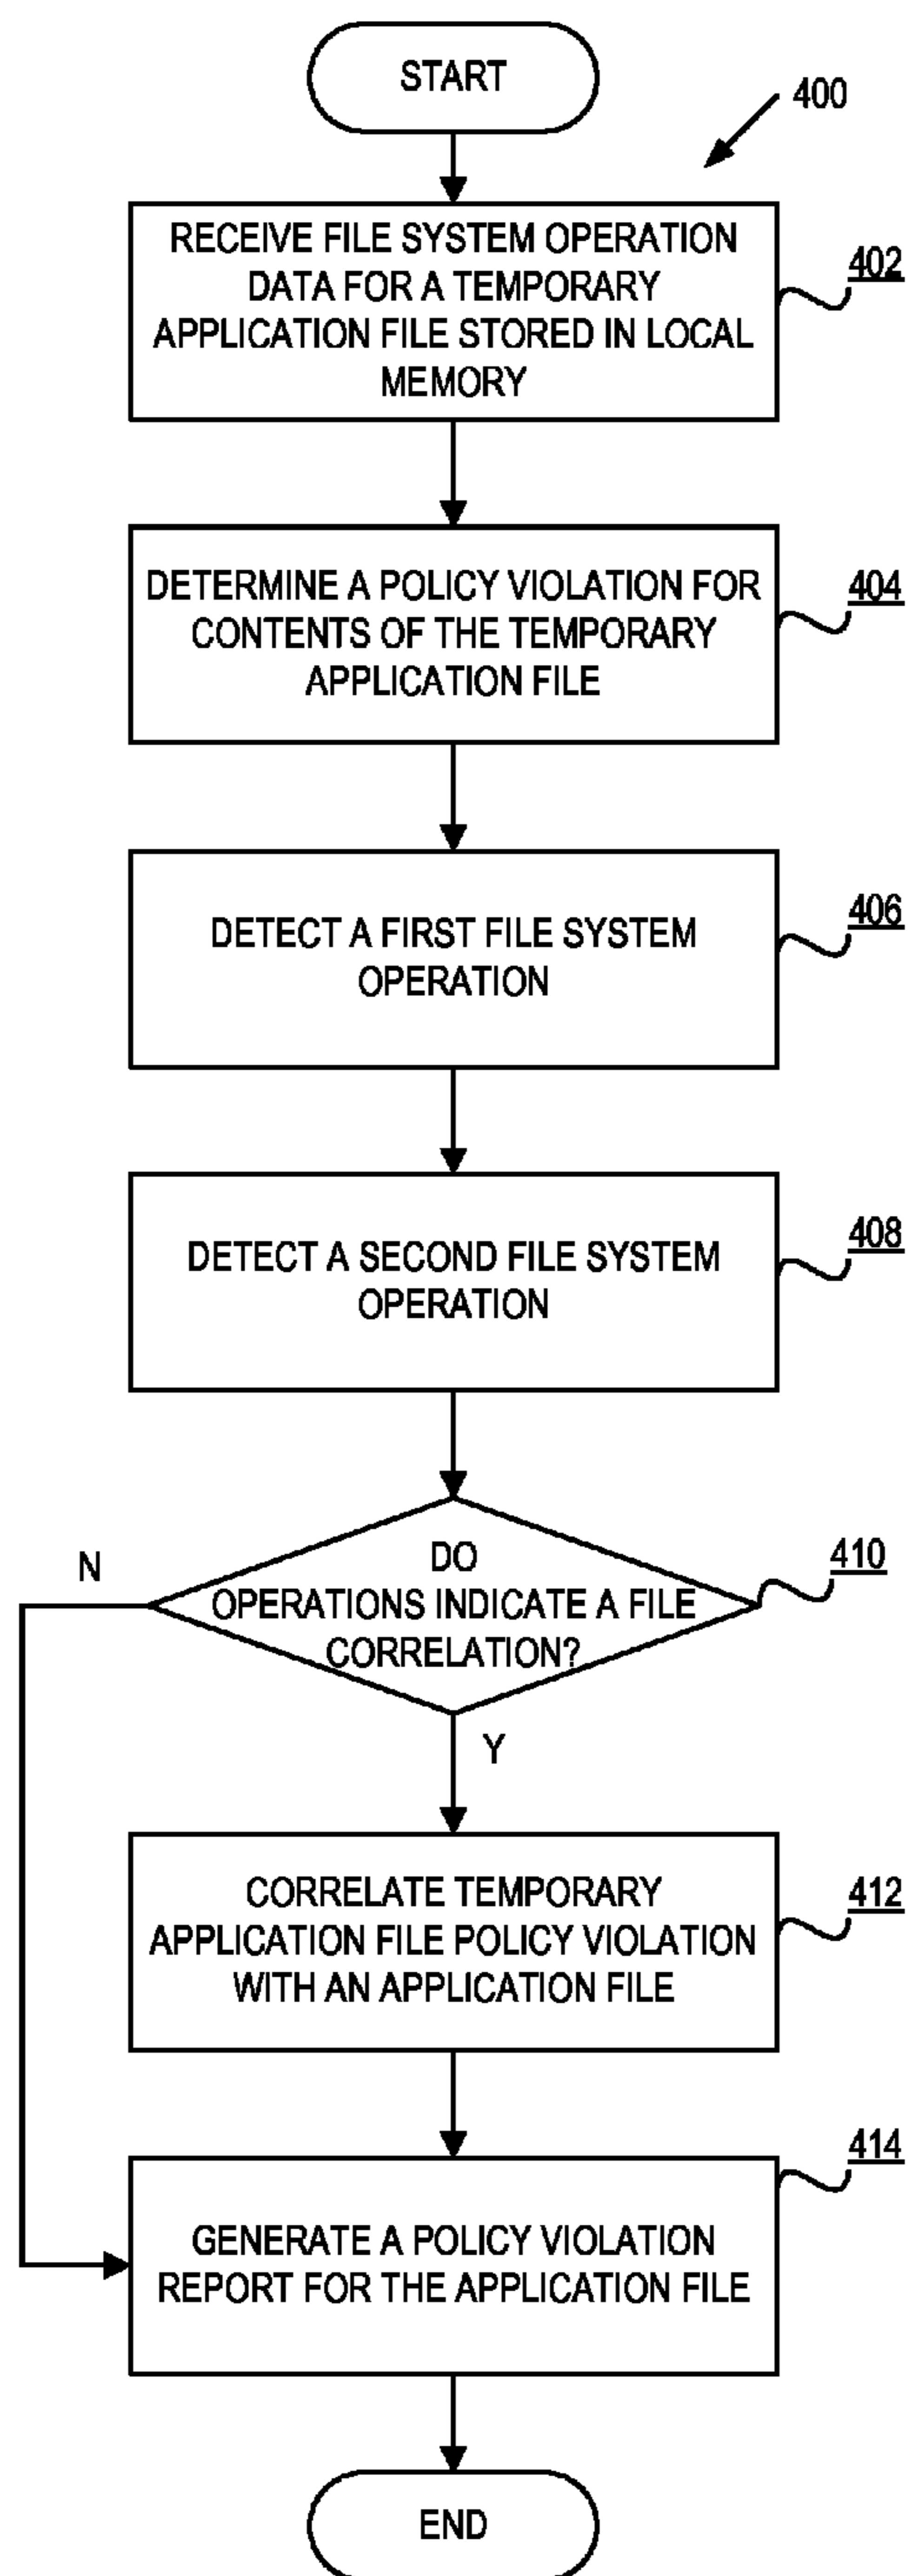 START
400
RECEIVE FILE SYSTEM OPERATION
DATA FOR A TEMPORARY
APPLICATION FILE STORED IN LOCAL
MEMORY
402
DETERMINE A POLICY VIOLATION FOR
CONTENTS OF THE TEMPORARY
APPLICATION FILE
404
DETECT A FIRST FILE SYSTEM
OPERATION
406
DETECT A SECOND FILE SYSTEM
OPERATION
408
DO
OPERATIONS INDICATE A FILE
CORRELATION?
410
N
Y
CORRELATE TEMPORARY
APPLICATION FILE POLICY VIOLATION
WITH AN APPLICATION FILE
412
GENERATE A POLICY VIOLATION
REPORT FOR THE APPLICATION FILE
414
END